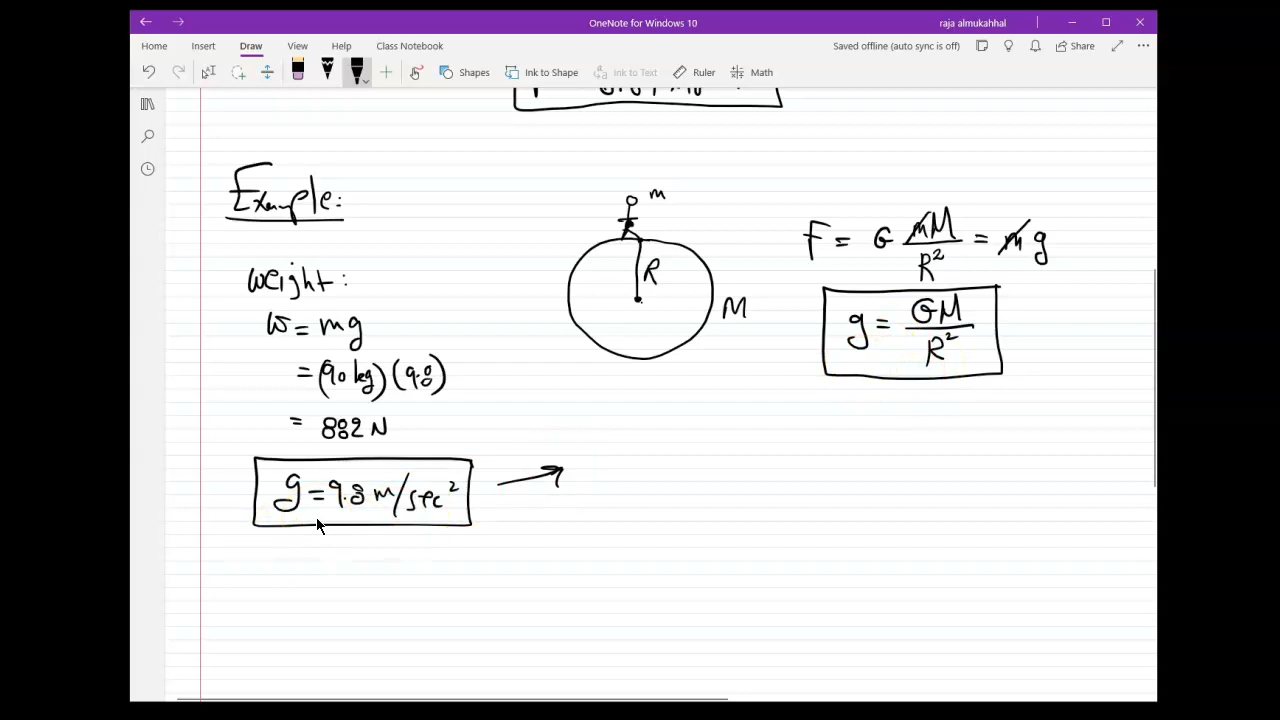 OneNote for Windows 10
raja almukahhal
Home Insert Draw View Help Class Notebook
Saved offline (auto sync is off) Share
Shapes Ink to Shape Ink to Text Ruler Math
Example:
m
R
M
F = G mM/R² = mg
g = GM/R²
Weight:
W = mg
= (90 kg)(9.8)
= 882 N
g = 9.8 m/sec²